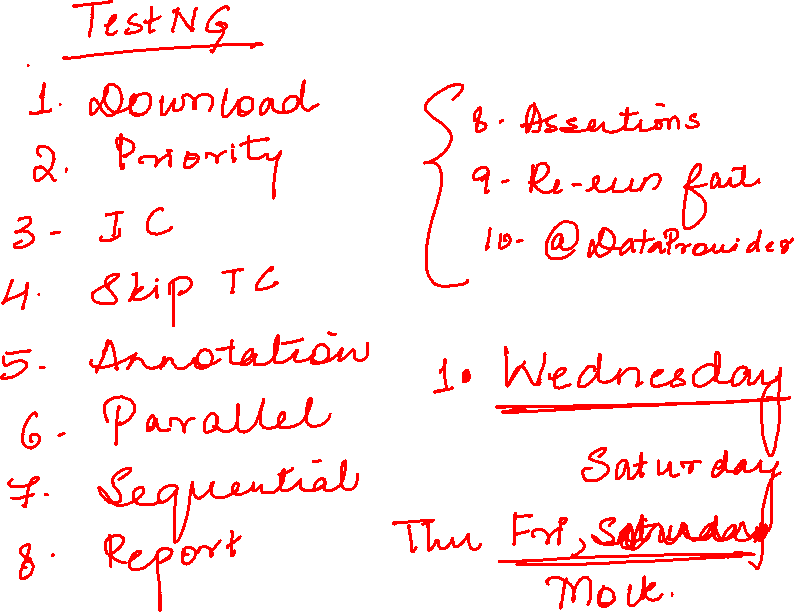 TestNG
1. Download
2. Priority
3- IC
4. Skip TC
5- Annotation
6- Parallel
7- Sequential
8. Report
8- Assertions
9- Re-run fail
10- @DataProvider
1. Wednesday
Saturday
Thu Fri, Saturday
Mock.